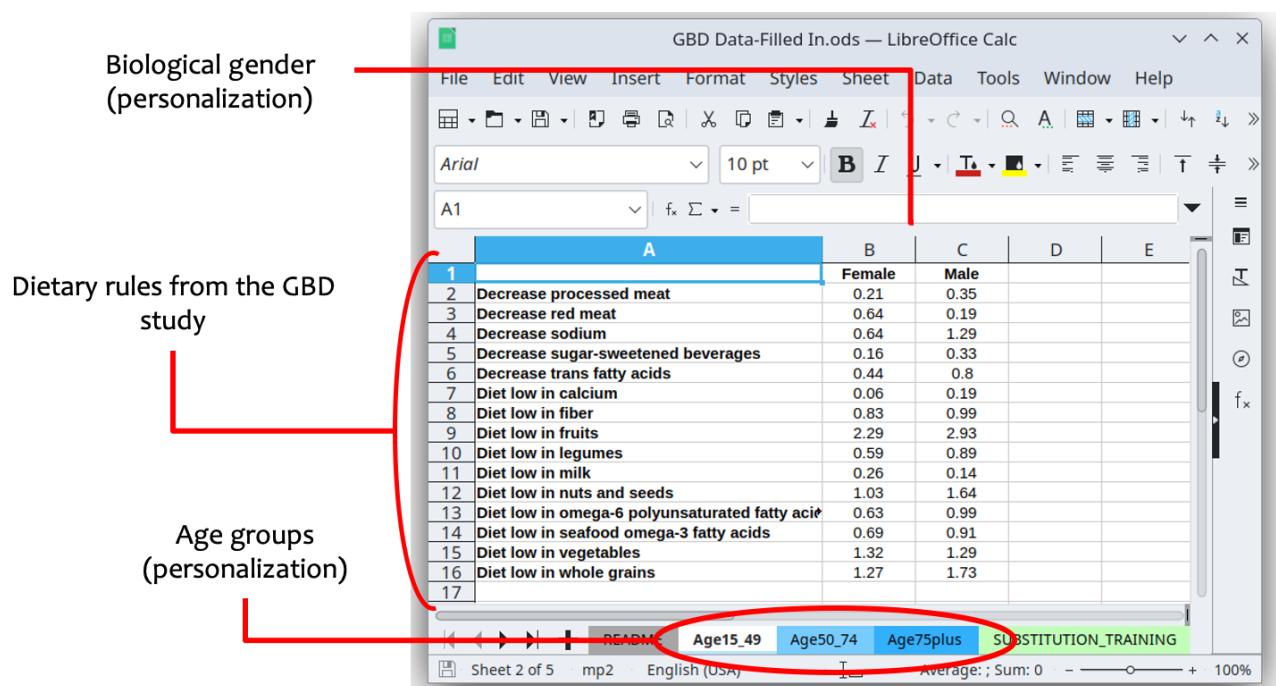 Biological gender
(personalization)
Dietary rules from the GBD
study
Age groups
(personalization)
GBD Data-Filled In.ods — LibreOffice Calc
File Edit View Insert Format Styles Sheet Data Tools Window Help
Arial 10 pt B I U
A1 fx Σ =
A B C D E
1 Female Male
2 Decrease processed meat 0.21 0.35
3 Decrease red meat 0.64 0.19
4 Decrease sodium 0.64 1.29
5 Decrease sugar-sweetened beverages 0.16 0.33
6 Decrease trans fatty acids 0.44 0.8
7 Diet low in calcium 0.06 0.19
8 Diet low in fiber 0.83 0.99
9 Diet low in fruits 2.29 2.93
10 Diet low in legumes 0.59 0.89
11 Diet low in milk 0.26 0.14
12 Diet low in nuts and seeds 1.03 1.64
13 Diet low in omega-6 polyunsaturated fatty aci 0.63 0.99
14 Diet low in seafood omega-3 fatty acids 0.69 0.91
15 Diet low in vegetables 1.32 1.29
16 Diet low in whole grains 1.27 1.73
17
README Age15_49 Age50_74 Age75plus SUBSTITUTION_TRAINING
Sheet 2 of 5 mp2 English (USA) Average: ; Sum: 0 − + 100%